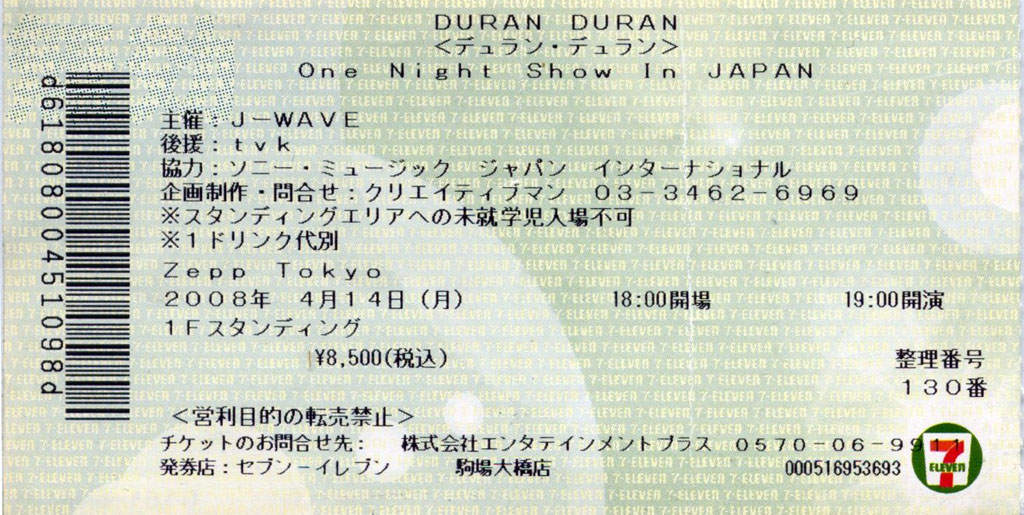 DURAN DURAN
<デュラン・デュラン>
One Night Show In JAPAN
主催：J－WAVE
後援：tvk
協力：ソニー・ミュージック ジャパン インターナショナル
企画制作・問合せ：クリエイティブマン 03－3462－6969
※スタンディングエリアへの未就学児入場不可
※1ドリンク代別
Zepp Tokyo
2008年 4月14日（月） 18:00開場 19:00開演
1Fスタンディング
¥8,500(税込) 整理番号
130番
<営利目的の転売禁止>
チケットのお問合せ先： 株式会社エンタテインメントプラス 0570-06-9911
発券店：セブン－イレブン 駒場大橋店 000516953693
7 ELEVEN
d6180800451098d